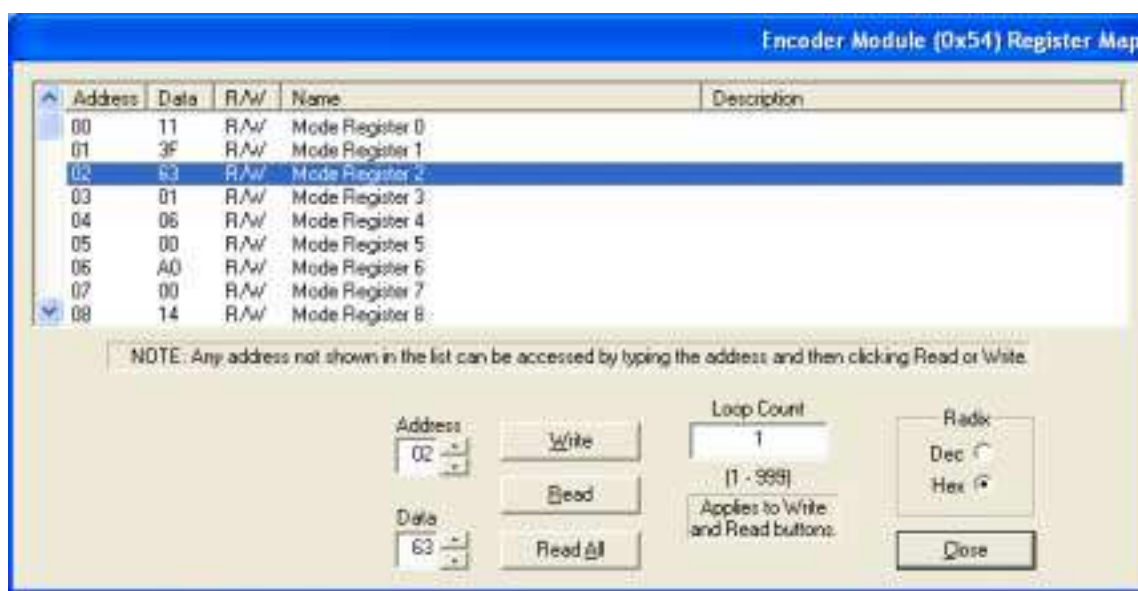 Encoder Module (0x54) Register Map
Address Data R/W Name Description
00 11 R/W Mode Register 0
01 3F R/W Mode Register 1
02 63 R/W Mode Register 2
03 01 R/W Mode Register 3
04 06 R/W Mode Register 4
05 00 R/W Mode Register 5
06 A0 R/W Mode Register 6
07 00 R/W Mode Register 7
08 14 R/W Mode Register 8
NOTE: Any address not shown in the list can be accessed by typing the address and then clicking Read or Write.
Address
02
Write
Read
Data
63
Read All
Loop Count
1
(1 - 999)
Applies to Write
and Read buttons.
Radix
Dec
Hex
Close